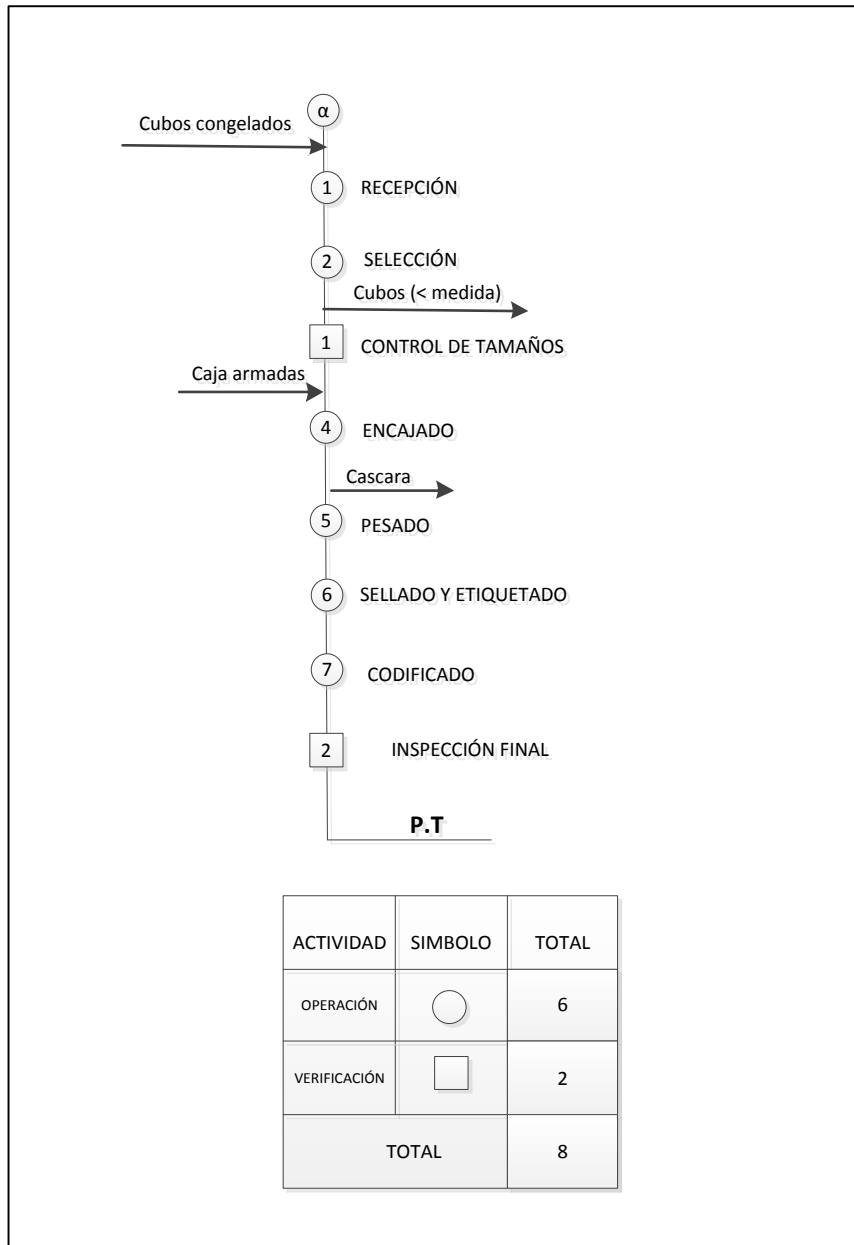 α
Cubos congelados
1 RECEPCIÓN
2 SELECCIÓN
Cubos (< medida)
1 CONTROL DE TAMAÑOS
Caja armadas
4 ENCAJADO
Cascara
5 PESADO
6 SELLADO Y ETIQUETADO
7 CODIFICADO
2 INSPECCIÓN FINAL
P.T
ACTIVIDAD SIMBOLO TOTAL
OPERACIÓN 6
VERIFICACIÓN 2
TOTAL 8